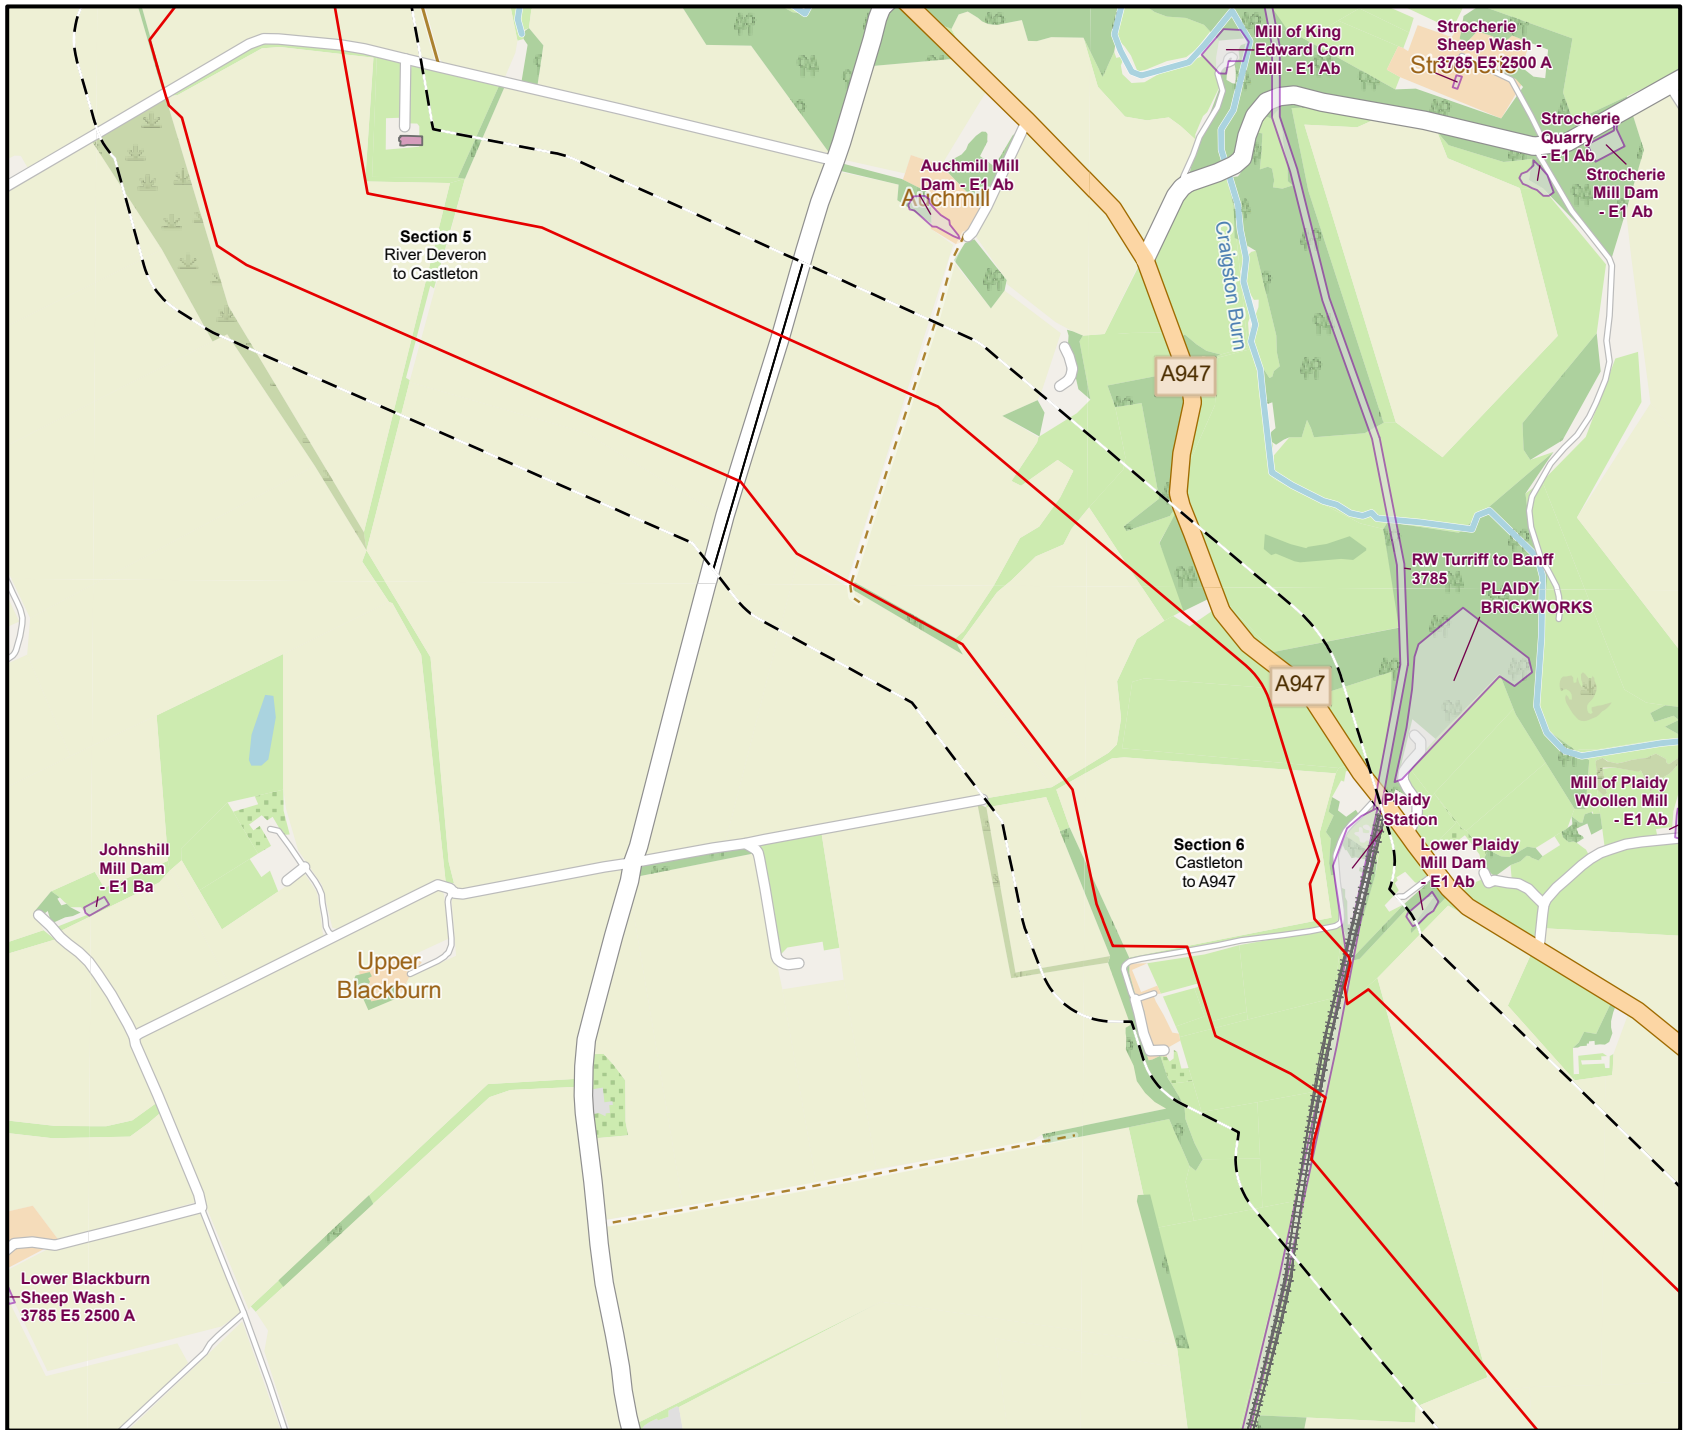 Mill of King
Edward Corn
Mill - E1 Ab
Strocherie
Sheep Wash -
3785 E5 2500 A
Strocherie
Strocherie
Quarry
- E1 Ab
Strocherie
Mill Dam
- E1 Ab
Auchmill Mill
Dam - E1 Ab
Auchmill
Section 5
River Deveron
to Castleton
Craigston Burn
A947
RW Turriff to Banff
3785
PLAIDY
BRICKWORKS
A947
Mill of Plaidy
Woollen Mill
- E1 Ab
Plaidy
Station
Section 6
Castleton
to A947
Lower Plaidy
Mill Dam
- E1 Ab
Johnshill
Mill Dam
- E1 Ba
Upper
Blackburn
Lower Blackburn
Sheep Wash -
3785 E5 2500 A